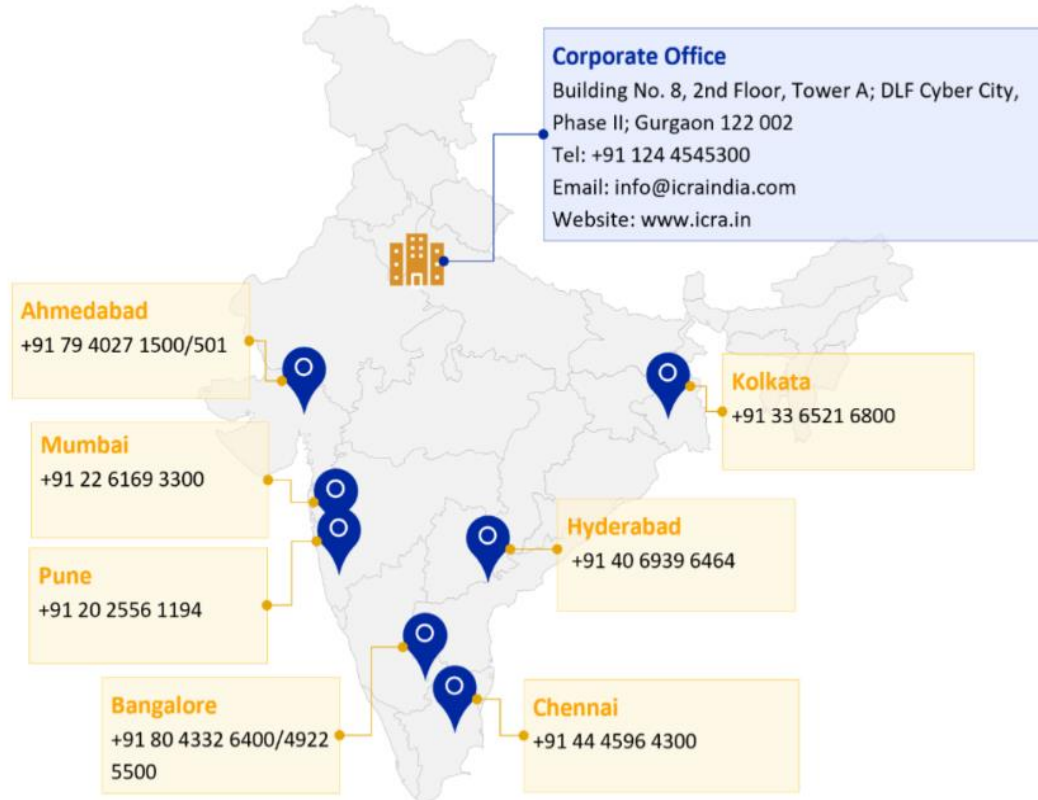 Corporate Office
Building No. 8, 2nd Floor, Tower A; DLF Cyber City,
Phase II; Gurgaon 122 002
Tel: +91 124 4545300
Email: info@icraindia.com
Website: www.icra.in
Ahmedabad
+91 79 4027 1500/501
Kolkata
+91 33 6521 6800
Mumbai
+91 22 6169 3300
Hyderabad
+91 40 6939 6464
Pune
+91 20 2556 1194
Bangalore
+91 80 4332 6400/4922
5500
Chennai
+91 44 4596 4300